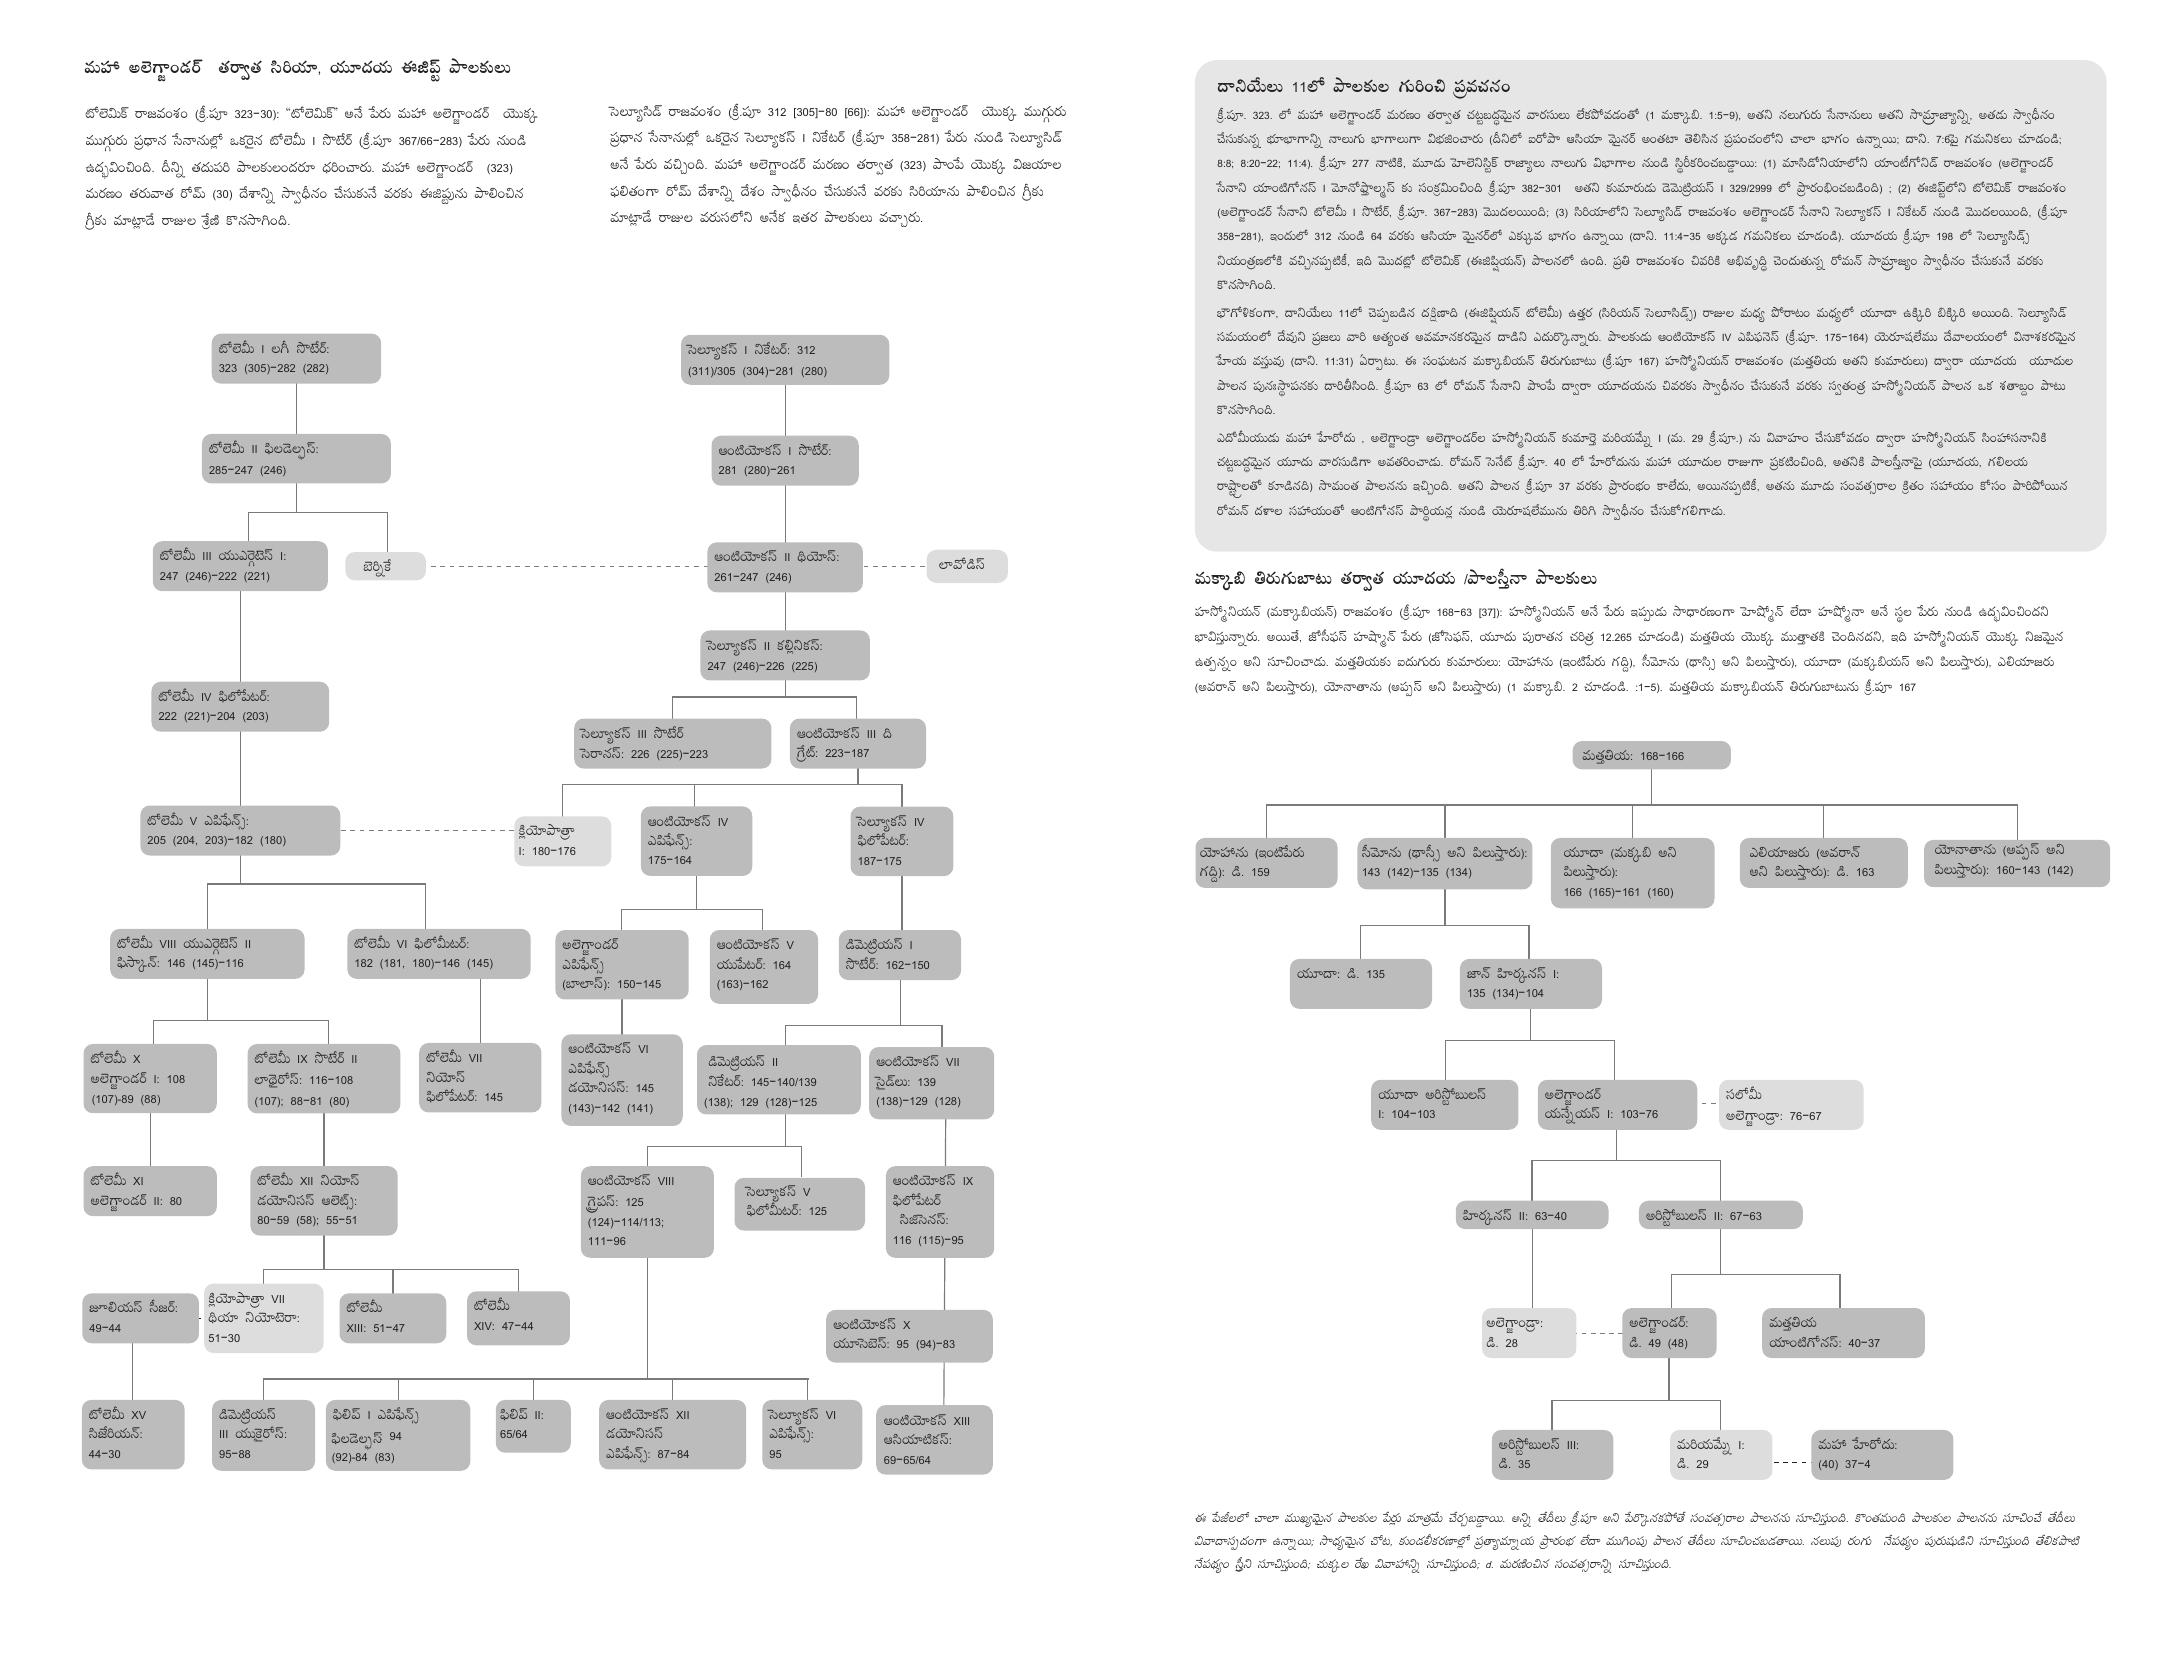 మహా అలెగ్జాండర్ తర్వాత సిరియా, యూదయ ఈజిప్ట్ పాలకులు
టోలెమిక్ రాజవంశం (క్రీ.పూ 323–30): “టోలెమిక్” అనే పేరు మహా అలెగ్జాండర్ యొక్క
ముగ్గురు ప్రధాన సేనానుల్లో ఒకరైన టోలెమీ I సొటేర్ (క్రీ.పూ 367/66–283) పేరు నుండి
ఉద్భవించింది. దీన్ని తదుపరి పాలకులందరూ ధరించారు. మహా అలెగ్జాండర్ (323)
మరణం తరువాత రోమ్ (30) దేశాన్ని స్వాధీనం చేసుకునే వరకు ఈజిప్టును పాలించిన
గ్రీకు మాట్లాడే రాజుల శ్రేణి కొనసాగింది.
సెల్యూసిడ్ రాజవంశం (క్రీ.పూ 312 [305]–80 [66]): మహా అలెగ్జాండర్ యొక్క ముగ్గురు
ప్రధాన సేనానుల్లో ఒకరైన సెల్యూకస్ I నికేటర్ (క్రీ.పూ 358–281) పేరు నుండి సెల్యూసిడ్
అనే పేరు వచ్చింది. మహా అలెగ్జాండర్ మరణం తర్వాత (323) పాంపే యొక్క విజయాల
ఫలితంగా రోమ్ దేశాన్ని దేశం స్వాధీనం చేసుకునే వరకు సిరియాను పాలించిన గ్రీకు
మాట్లాడే రాజుల వరుసలోని అనేక ఇతర పాలకులు వచ్చారు.
టోలెమీ I లగీ సొటేర్:
323 (305)–282 (282)
సెల్యూకస్ I నికేటర్: 312
(311)/305 (304)–281 (280)
టోలెమీ II ఫిలడెల్ఫస్:
285–247 (246)
ఆంటియోకస్ I సొటేర్:
281 (280)–261
టోలెమీ III యుఎర్గెటెస్ I:
247 (246)–222 (221)
బెర్నికే
ఆంటియోకస్ II థియోస్:
261–247 (246)
లావోడిస్
సెల్యూకస్ II కల్లినికస్:
247 (246)–226 (225)
టోలెమీ IV ఫిలోపేటర్:
222 (221)–204 (203)
సెల్యూకస్ III సొటేర్
సెరానస్: 226 (225)–223
ఆంటియోకస్ III ది
గ్రేట్: 223–187
టోలెమీ V ఎపిఫేన్స్:
205 (204, 203)–182 (180)
క్లియోపాత్రా
I: 180–176
ఆంటియోకస్ IV
ఎపిఫేన్స్:
175–164
సెల్యూకస్ IV
ఫిలోపేటర్:
187–175
టోలెమీ VIII యుఎర్గెటెస్ II
ఫిస్కాన్: 146 (145)–116
టోలెమీ VI ఫిలోమీటర్:
182 (181, 180)–146 (145)
అలెగ్జాండర్
ఎపిఫేన్స్
(బాలాస్): 150–145
ఆంటియోకస్ V
యుపేటర్: 164
(163)–162
డిమెట్రియస్ I
సొటేర్: 162–150
టోలెమీ X
అలెగ్జాండర్ I: 108
(107)-89 (88)
టోలెమీ IX సొటేర్ II
లాథైరోస్: 116–108
(107); 88–81 (80)
టోలెమీ VII
నియోస్
ఫిలోపేటర్: 145
ఆంటియోకస్ VI
ఎపిఫేన్స్
డయోనిసస్: 145
(143)–142 (141)
డిమెట్రియస్ II
నికేటర్: 145–140/139
(138); 129 (128)–125
ఆంటియోకస్ VII
సైడ్‌లు: 139
(138)–129 (128)
టోలెమీ XI
అలెగ్జాండర్ II: 80
టోలెమీ XII నియోస్
డయోనిసస్ ఆలెట్స్:
80–59 (58); 55–51
ఆంటియోకస్ VIII
గ్రైపస్: 125
(124)–114/113;
111–96
సెల్యూకస్ V
ఫిలోమీటర్: 125
ఆంటియోకస్ IX
ఫిలోపేటర్
సిజిసెనస్:
116 (115)–95
జూలియస్ సీజర్:
49–44
క్లియోపాత్రా VII
థియా నియోటెరా:
51–30
టోలెమీ
XIII: 51–47
టోలెమీ
XIV: 47–44
ఆంటియోకస్ X
యూసెబెస్: 95 (94)–83
టోలెమీ XV
సిజేరియన్:
44–30
డిమెట్రియస్
III యుకైరోస్:
95–88
ఫిలిప్ I ఎపిఫేన్స్
ఫిలడెల్ఫస్ 94
(92)-84 (83)
ఫిలిప్ II:
65/64
ఆంటియోకస్ XII
డయోనిసస్
ఎపిఫేన్స్: 87–84
సెల్యూకస్ VI
ఎపిఫేన్స్:
95
ఆంటియోకస్ XIII
ఆసియాటికస్:
69–65/64
దానియేలు 11లో పాలకుల గురించి ప్రవచనం
క్రీ.పూ. 323. లో మహా అలెగ్జాండర్ మరణం తర్వాత చట్టబద్ధమైన వారసులు లేకపోవడంతో (1 మక్కాబి. 1:5–9), అతని నలుగురు సేనానులు అతని సామ్రాజ్యాన్ని, అతడు స్వాధీనం
చేసుకున్న భూభాగాన్ని నాలుగు భాగాలుగా విభజించారు (దీనిలో ఐరోపా ఆసియా మైనర్ అంతటా తెలిసిన ప్రపంచంలోని చాలా భాగం ఉన్నాయి; దాని. 7:6పై గమనికలు చూడండి;
8:8; 8:20–22; 11:4). క్రీ.పూ 277 నాటికి, మూడు హెలెనిస్టిక్ రాజ్యాలు నాలుగు విభాగాల నుండి స్థిరీకరించబడ్డాయి: (1) మాసిడోనియాలోని యాంటీగోనిడ్ రాజవంశం (అలెగ్జాండర్
సేనాని యాంటిగోనస్ I మోనోఫ్తాల్మస్ కు సంక్రమించింది క్రీ.పూ 382–301 అతని కుమారుడు డెమెట్రియస్ I 329/2999 లో ప్రారంభించబడింది) ; (2) ఈజిప్ట్‌లోని టోలెమిక్ రాజవంశం
(అలెగ్జాండర్ సేనాని టోలెమీ I సొటేర్, క్రీ.పూ. 367–283) మొదలయింది; (3) సిరియాలోని సెల్యూసిడ్ రాజవంశం అలెగ్జాండర్ సేనాని సెల్యూకస్ I నికేటర్ నుండి మొదలయింది, (క్రీ.పూ
358–281), ఇందులో 312 నుండి 64 వరకు ఆసియా మైనర్‌లో ఎక్కువ భాగం ఉన్నాయి (దాని. 11:4–35 అక్కడ గమనికలు చూడండి). యూదయ క్రీ.పూ 198 లో సెల్యూసిడ్స్
నియంత్రణలోకి వచ్చినప్పటికీ, ఇది మొదట్లో టోలెమిక్ (ఈజిప్షియన్) పాలనలో ఉంది. ప్రతి రాజవంశం చివరికి అభివృద్ధి చెందుతున్న రోమన్ సామ్రాజ్యం స్వాధీనం చేసుకునే వరకు
కొనసాగింది.
భౌగోళికంగా, దానియేలు 11లో చెప్పబడిన దక్షిణాది (ఈజిప్షియన్ టోలెమీ) ఉత్తర (సిరియన్ సెలూసిడ్స్) రాజుల మధ్య పోరాటం మధ్యలో యూదా ఉక్కిరి బిక్కిరి అయింది. సెల్యూసిడ్
సమయంలో దేవుని ప్రజలు వారి అత్యంత అవమానకరమైన దాడిని ఎదుర్కొన్నారు. పాలకుడు ఆంటియోకస్ IV ఎపిఫనెస్ (క్రీ.పూ. 175–164) యెరూషలేము దేవాలయంలో వినాశకరమైన
హేయ వస్తువు (దాని. 11:31) ఏర్పాటు. ఈ సంఘటన మక్కాబియన్ తిరుగుబాటు (క్రీ.పూ 167) హస్మోనియన్ రాజవంశం (మత్తతియ అతని కుమారులు) ద్వారా యూదయ యూదుల
పాలన పునఃస్థాపనకు దారితీసింది. క్రీ.పూ 63 లో రోమన్ సేనాని పాంపే ద్వారా యూదయను చివరకు స్వాధీనం చేసుకునే వరకు స్వతంత్ర హస్మోనియన్ పాలన ఒక శతాబ్దం పాటు
కొనసాగింది.
ఎదోమీయుడు మహా హేరోదు , అలెగ్జాండ్రా అలెగ్జాండర్‌ల హస్మోనియన్ కుమార్తె మరియమ్నే I (మ. 29 క్రీ.పూ.) ను వివాహం చేసుకోవడం ద్వారా హస్మోనియన్ సింహాసనానికి
చట్టబద్ధమైన యూదు వారసుడిగా అవతరించాడు. రోమన్ సెనేట్ క్రీ.పూ. 40 లో హేరోదును మహా యూదుల రాజుగా ప్రకటించింది, అతనికి పాలస్తీనాపై (యూదయ, గలిలయ
రాష్ట్రాలతో కూడినది) సామంత పాలనను ఇచ్చింది. అతని పాలన క్రీ.పూ 37 వరకు ప్రారంభం కాలేదు, అయినప్పటికీ, అతను మూడు సంవత్సరాల క్రితం సహాయం కోసం పారిపోయిన
రోమన్ దళాల సహాయంతో ఆంటిగోనస్ పార్థియన్ల నుండి యెరూషలేమును తిరిగి స్వాధీనం చేసుకోగలిగాడు.
మక్కాబి తిరుగుబాటు తర్వాత యూదయ /పాలస్తీనా పాలకులు
హస్మోనియన్ (మక్కాబియన్) రాజవంశం (క్రీ.పూ 168–63 [37]): హస్మోనియన్ అనే పేరు ఇప్పుడు సాధారణంగా హెష్మోన్ లేదా హష్మోనా అనే స్థల పేరు నుండి ఉద్భవించిందని
భావిస్తున్నారు. అయితే, జోసీఫస్ హష్మాన్ పేరు (జోసెఫస్, యూదు పురాతన చరిత్ర 12.265 చూడండి) మత్తతియ యొక్క ముత్తాతకి చెందినదని, ఇది హస్మోనియన్ యొక్క నిజమైన
ఉత్పన్నం అని సూచించాడు. మత్తతియకు ఐదుగురు కుమారులు: యోహాను (ఇంటిపేరు గద్ది), సీమోను (థాస్సి అని పిలుస్తారు), యూదా (మక్కబియస్ అని పిలుస్తారు), ఎలియాజరు
(అవరాన్ అని పిలుస్తారు), యోనాతాను (అప్ఫస్ అని పిలుస్తారు) (1 మక్కాబి. 2 చూడండి. :1–5). మత్తతియ మక్కాబియన్ తిరుగుబాటును క్రీ.పూ 167
మత్తతియ: 168–166
యోహాను (ఇంటిపేరు
గద్ది): డి. 159
సీమోను (థాస్సీ అని పిలుస్తారు):
143 (142)–135 (134)
యూదా (మక్కబి అని
పిలుస్తారు):
166 (165)–161 (160)
ఎలియాజరు (అవరాన్
అని పిలుస్తారు): డి. 163
యోనాతాను (అప్ఫస్ అని
పిలుస్తారు): 160–143 (142)
యూదా: డి. 135
జాన్ హిర్కనస్ I:
135 (134)–104
యూదా అరిస్టోబులస్
I: 104–103
అలెగ్జాండర్
యన్నేయస్ I: 103–76
సలోమీ
అలెగ్జాండ్రా: 76–67
హిర్కనస్ II: 63–40
అరిస్టోబులస్ II: 67–63
అలెగ్జాండ్రా:
డి. 28
అలెగ్జాండర్:
డి. 49 (48)
మత్తతియ
యాంటిగోనస్: 40–37
అరిస్టోబులస్ III:
డి. 35
మరియమ్నే I:
డి. 29
మహా హేరోదు:
(40) 37–4
ఈ పేజీలలో చాలా ముఖ్యమైన పాలకుల పేర్లు మాత్రమే చేర్చబడ్డాయి. అన్ని తేదీలు క్రీ.పూ అని పేర్కొనకపోతే సంవత్సరాల పాలనను సూచిస్తుంది. కొంతమంది పాలకుల పాలనను సూచించే తేదీలు
వివాదాస్పదంగా ఉన్నాయి; సాధ్యమైన చోట, కుండలీకరణాల్లో ప్రత్యామ్నాయ ప్రారంభ లేదా ముగింపు పాలన తేదీలు సూచించబడతాయి. నలుపు రంగు నేపథ్యం పురుషుడిని సూచిస్తుంది తేలికపాటి
నేపథ్యం స్త్రీని సూచిస్తుంది; చుక్కల రేఖ వివాహాన్ని సూచిస్తుంది; d. మరణించిన సంవత్సరాన్ని సూచిస్తుంది.